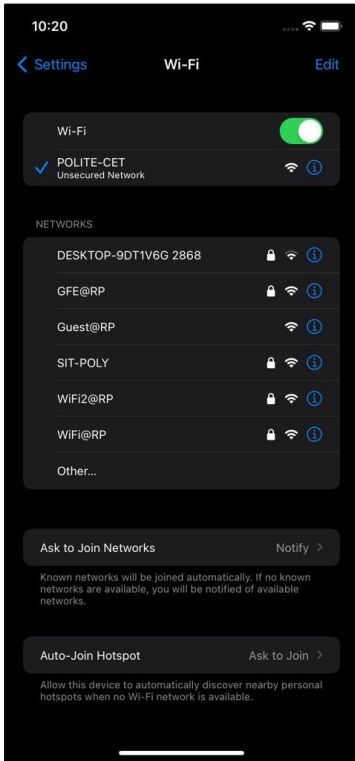 10:20
Settings
Wi-Fi
Edit
Wi-Fi
POLITE-CET
Unsecured Network
NETWORKS
DESKTOP-9DT1V6G 2868
GFE@RP
Guest@RP
SIT-POLY
WiFi2@RP
WiFi@RP
Other...
Ask to Join Networks
Notify
Known networks will be joined automatically. If no known
networks are available, you will be notified of available
networks.
Auto-Join Hotspot
Ask to Join
Allow this device to automatically discover nearby personal
hotspots when no Wi-Fi network is available.